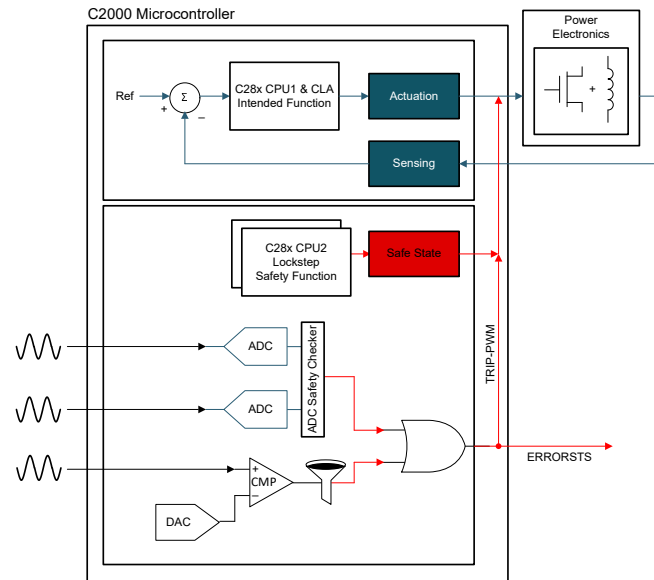 C2000 Microcontroller
Power
Electronics
+
Ref
+
Σ
–
C28x CPU1 & CLA
Intended Function
Actuation
Sensing
C28x CPU2
Lockstep
Safety Function
Safe State
TRIP-PWM
ADC
ADC
ADC Safety Checker
ERRORSTS
+
CMP
–
DAC